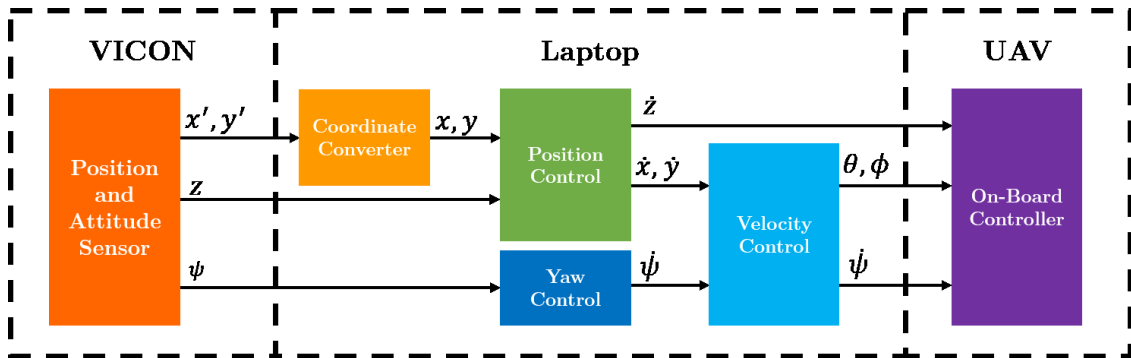 VICON
Laptop
UAV
Position
and
Attitude
Sensor
x′, y′
z
ψ
Coordinate
Converter
x, y
Position
Control
Yaw
Control
ż
ẋ, ẏ
ψ̇
Velocity
Control
θ, ϕ
ψ̇
On-Board
Controller